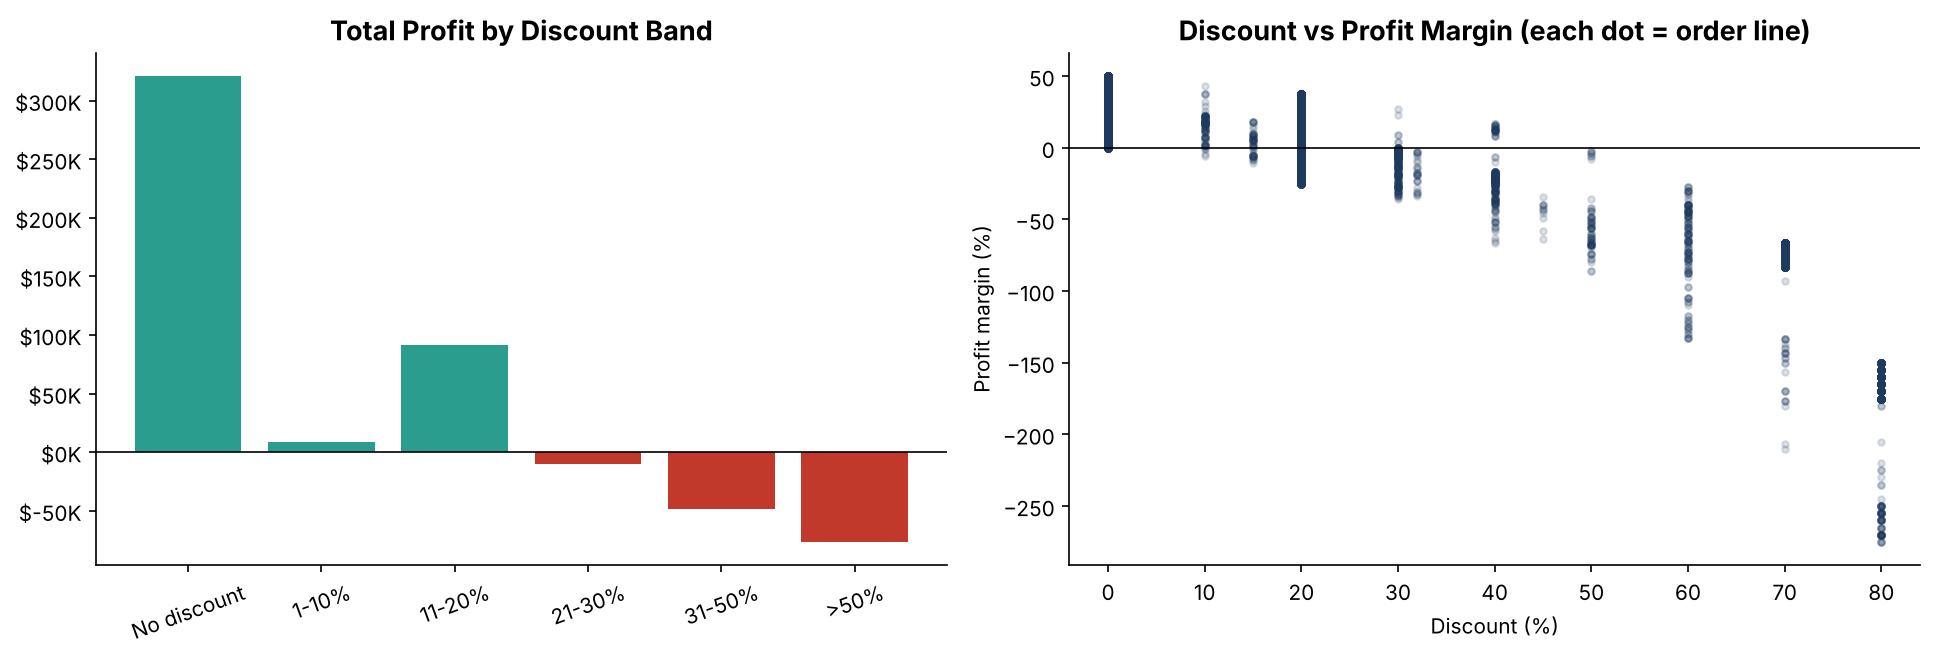 Total Profit by Discount Band
$300K
$250K
$200K
$150K
$100K
$50K
$0K
$-50K
No discount
1-10%
11-20%
21-30%
31-50%
>50%
Discount vs Profit Margin (each dot = order line)
Profit margin (%)
50
0
−50
−100
−150
−200
−250
0
10
20
30
40
50
60
70
80
Discount (%)